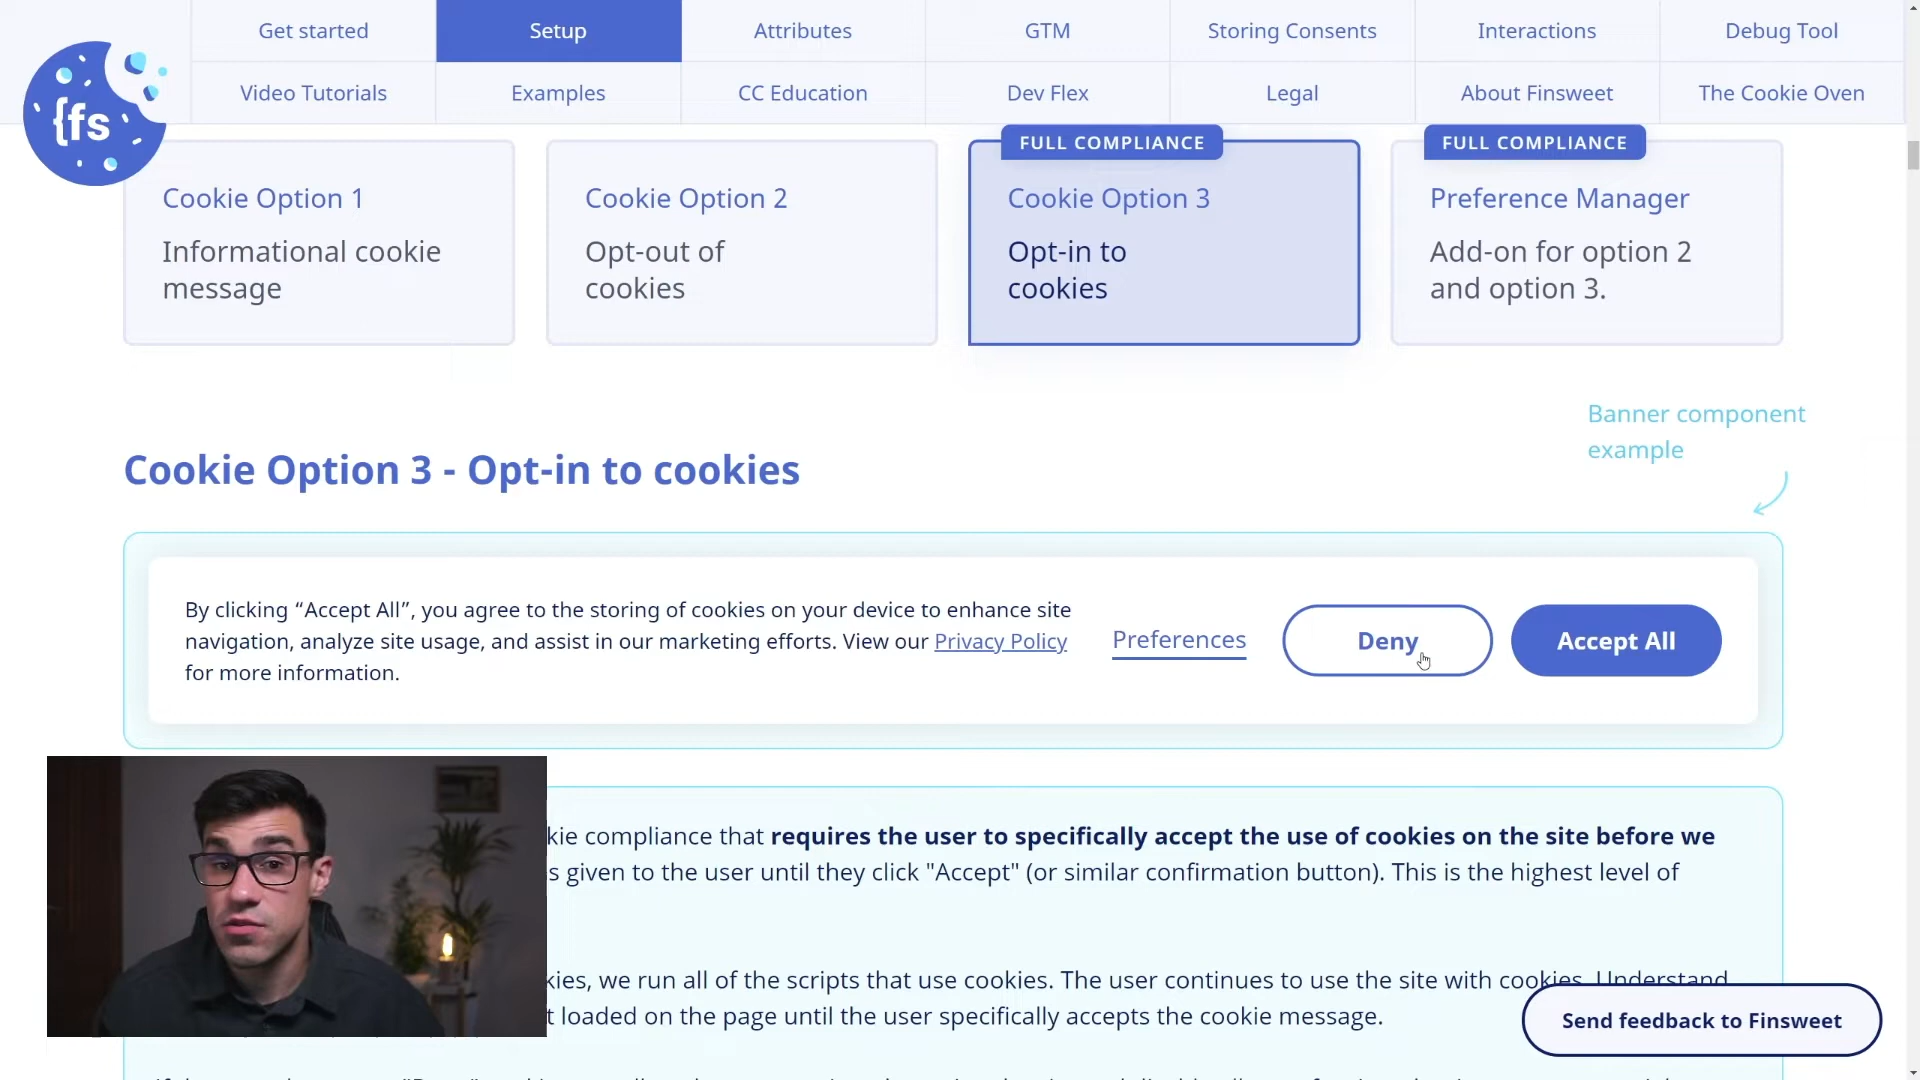 Get started
Setup
Attributes
GTM
Storing Consents
Interactions
Debug Tool
Video Tutorials
Examples
CC Education
Dev Flex
Legal
About Finsweet
The Cookie Oven
{fs
Cookie Option 1
Informational cookie
message
Cookie Option 2
Opt-out of
cookies
FULL COMPLIANCE
Cookie Option 3
Opt-in to
cookies
FULL COMPLIANCE
Preference Manager
Add-on for option 2
and option 3.
Banner component
example
Cookie Option 3 - Opt-in to cookies
By clicking “Accept All”, you agree to the storing of cookies on your device to enhance site
navigation, analyze site usage, and assist in our marketing efforts. View our Privacy Policy
for more information.
Preferences
Deny
Accept All
kie compliance that requires the user to specifically accept the use of cookies on the site before we
s given to the user until they click "Accept" (or similar confirmation button). This is the highest level of
kies, we run all of the scripts that use cookies. The user continues to use the site with cookies. Understand
t loaded on the page until the user specifically accepts the cookie message.
Send feedback to Finsweet